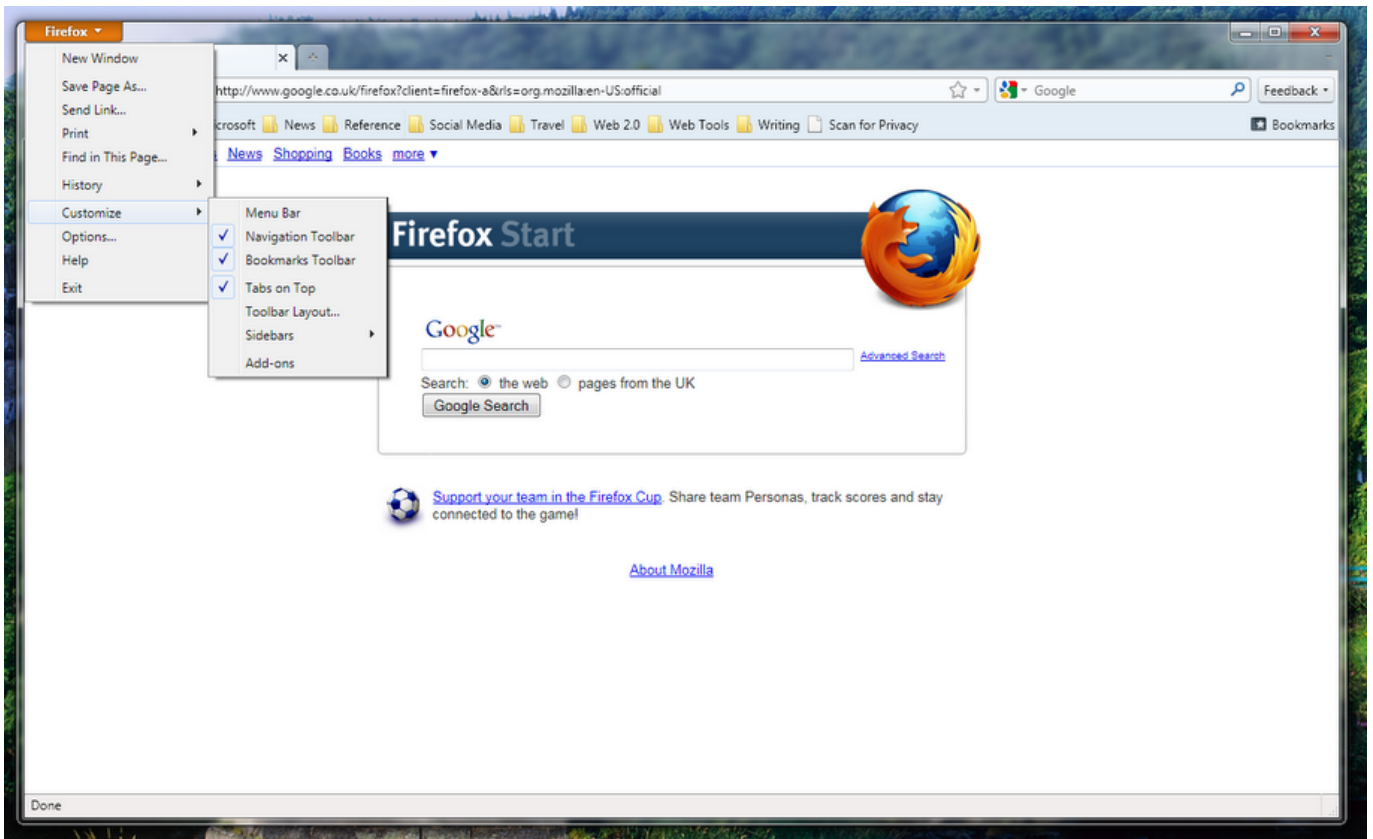 Firefox
New Window
Save Page As...
Send Link...
Print
Find in This Page...
History
Customize
Options...
Help
Exit
Menu Bar
Navigation Toolbar
Bookmarks Toolbar
Tabs on Top
Toolbar Layout...
Sidebars
Add-ons
http://www.google.co.uk/firefox?client=firefox-a&rls=org.mozilla:en-US:official
Google
Feedback
crosoft News Reference Social Media Travel Web 2.0 Web Tools Writing Scan for Privacy
Bookmarks
News Shopping Books more ▼
Firefox Start
Google™
Advanced Search
Search: the web pages from the UK
Google Search
Support your team in the Firefox Cup. Share team Personas, track scores and stay
connected to the game!
About Mozilla
Done